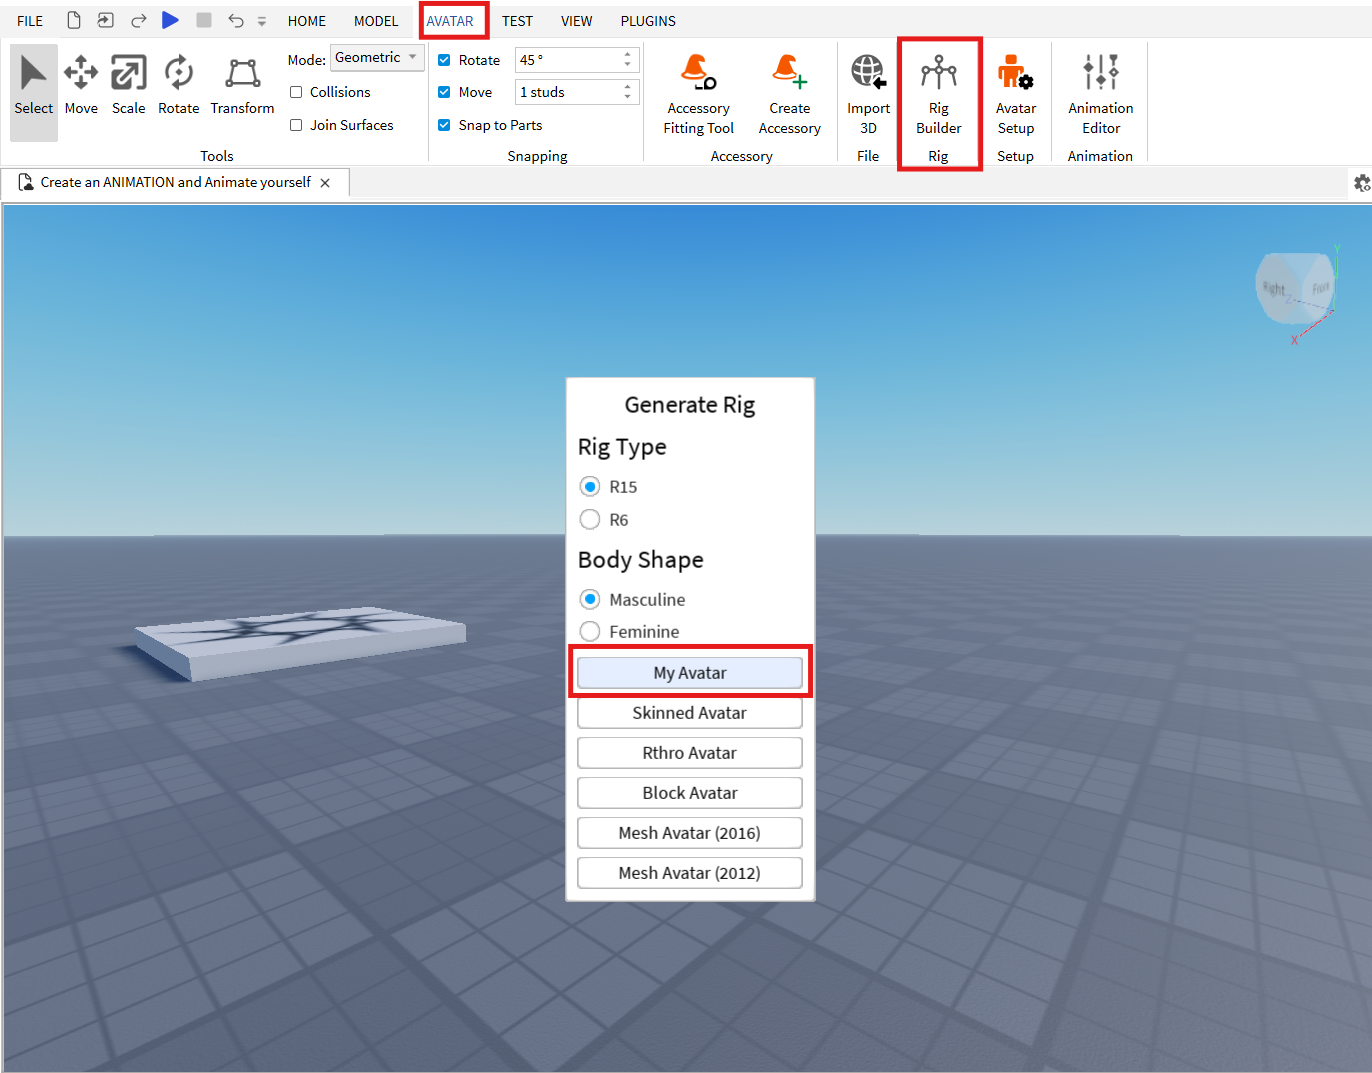 FILE HOME MODEL AVATAR TEST VIEW PLUGINS
Mode: Geometric Rotate 45 °
Collisions Move 1 studs
Join Surfaces Snap to Parts
Select Move Scale Rotate Transform
Tools Snapping
Accessory Fitting Tool
Create Accessory
Accessory
Import 3D
File
Rig Builder
Rig
Avatar Setup
Setup
Animation Editor
Animation
Create an ANIMATION and Animate yourself
Y
Right Front
Z
X
Generate Rig
Rig Type
R15
R6
Body Shape
Masculine
Feminine
My Avatar
Skinned Avatar
Rthro Avatar
Block Avatar
Mesh Avatar (2016)
Mesh Avatar (2012)